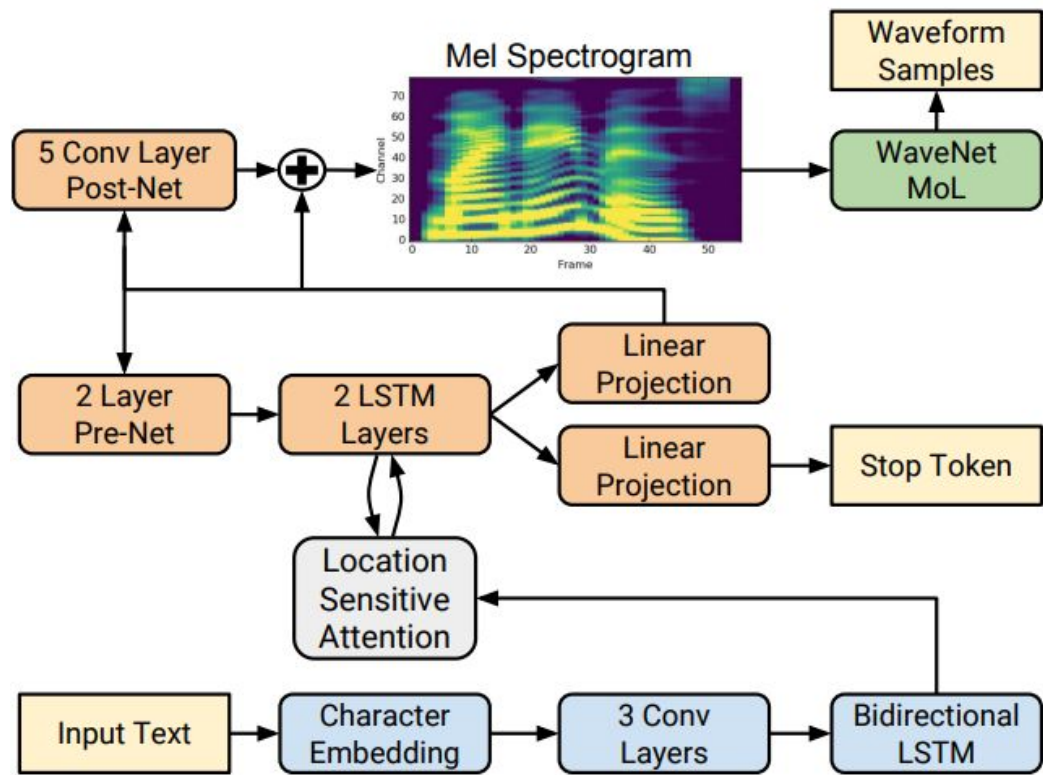 Waveform
Samples
Mel Spectrogram
5 Conv Layer
Post-Net
Channel
70
60
50
40
30
20
10
0
0 10 20 30 40 50
Frame
WaveNet
MoL
Linear
Projection
2 Layer
Pre-Net
2 LSTM
Layers
Linear
Projection
Stop Token
Location
Sensitive
Attention
Input Text
Character
Embedding
3 Conv
Layers
Bidirectional
LSTM